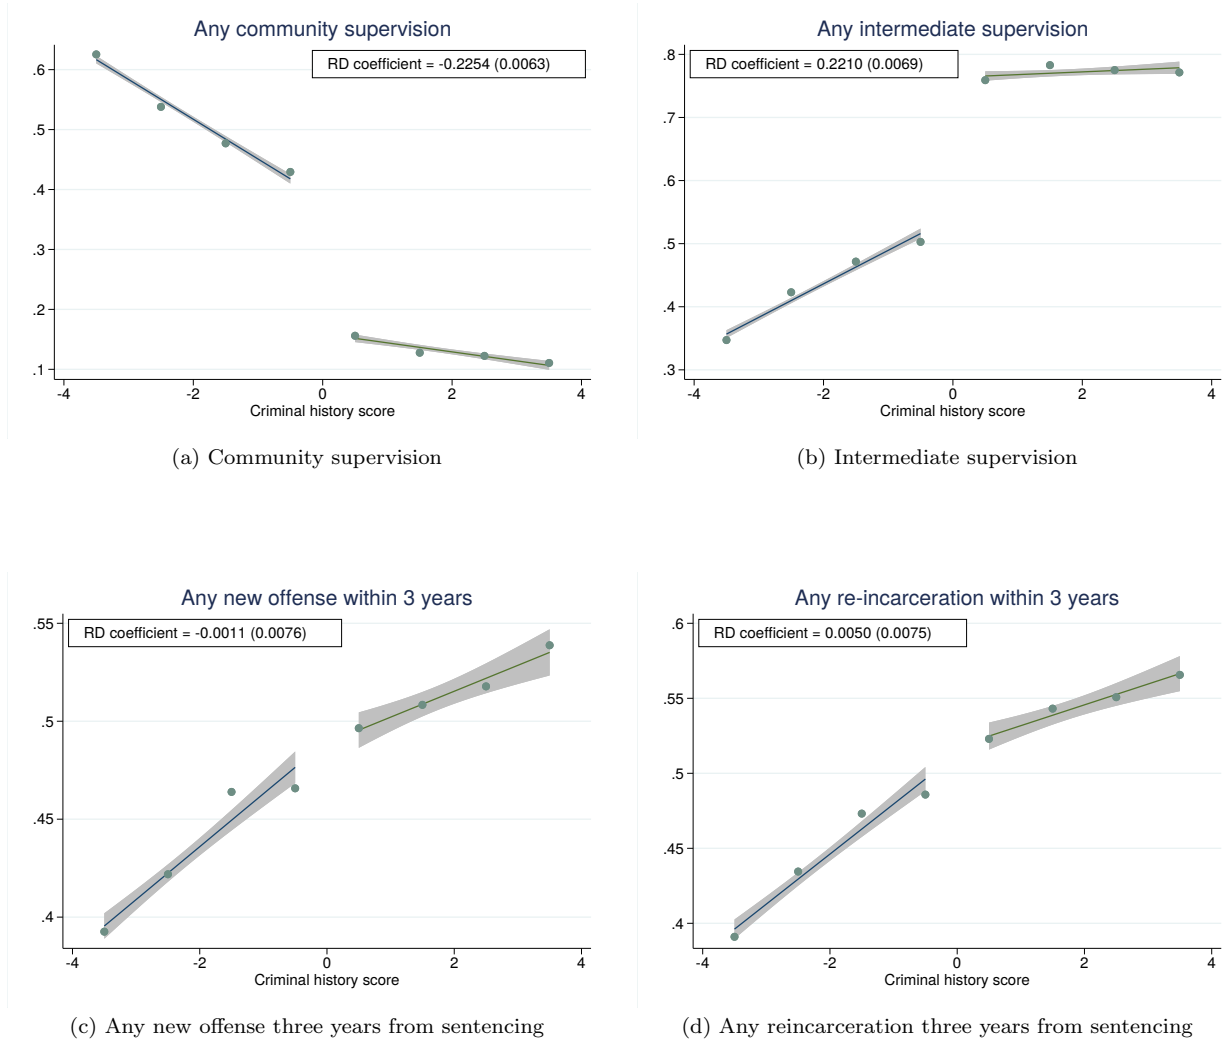 Any community supervision
RD coefficient = -0.2254 (0.0063)
.6
.5
.4
.3
.2
.1
-4 -2 0 2 4
Criminal history score
(a) Community supervision
Any intermediate supervision
RD coefficient = 0.2210 (0.0069)
.8
.7
.6
.5
.4
.3
-4 -2 0 2 4
Criminal history score
(b) Intermediate supervision
Any new offense within 3 years
RD coefficient = -0.0011 (0.0076)
.55
.5
.45
.4
-4 -2 0 2 4
Criminal history score
(c) Any new offense three years from sentencing
Any re-incarceration within 3 years
RD coefficient = 0.0050 (0.0075)
.6
.55
.5
.45
.4
-4 -2 0 2 4
Criminal history score
(d) Any reincarceration three years from sentencing